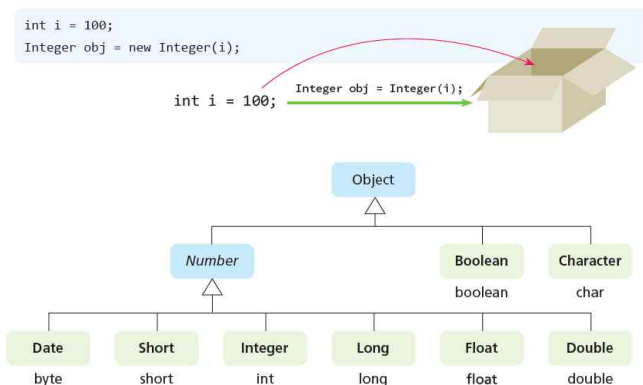 int i = 100;
Integer obj = new Integer(i);
Integer obj = Integer(i);
int i = 100;
Object
Number Boolean Character
boolean char
Date Short Integer Long Float Double
byte short int long float double